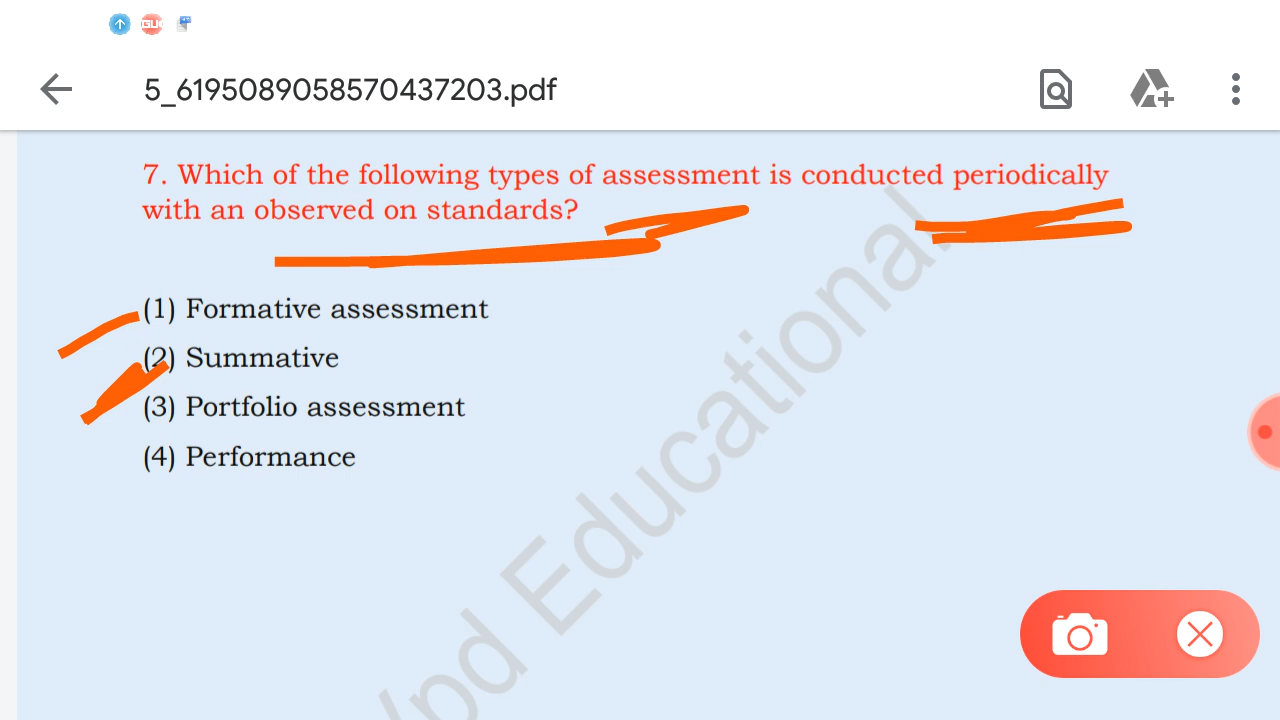 GU
5_6195089058570437203.pdf
7. Which of the following types of assessment is conducted periodically
with an observed on standards?
(1) Formative assessment
(2) Summative
(3) Portfolio assessment
(4) Performance
Educational